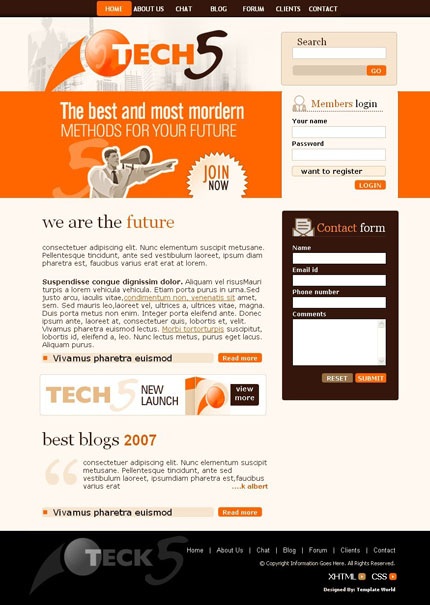 HOME ABOUT US CHAT BLOG FORUM CLIENTS CONTACT
TECH 5
Search
GO
The best and most mordern
METHODS FOR YOUR FUTURE
JOIN
NOW
Members login
Your name
Password
want to register
LOGIN
we are the future
consectetuer adipiscing elit. Nunc elementum suscipit metusane.
Pellentesque tincidunt, ante sed vestibulum laoreet, ipsum diam
pharetra est, faucibus varius erat erat at lorem.
Suspendisse congue dignissim dolor. Aliquam vel risusMauri
turpis a lorem vehicula vehicula. Etiam porta purus in urna.Sed
justo arcu, iaculis vitae,condimentum non, veneriatis sit amet,
sem. Sed mauris leo,laoreet vel, ultrices a, ultrices vitae, magna.
Duis porta metus non enim. Integer porta eleifend ante. Donec
ipsum ante, laoreet at, consectetuer quis, lobortis et, velit.
Vivamus pharetra euismod lectus. Morbi tortorturpis suscipitut,
lobortis id, eleifend a, leo. Nunc lectus metus, purus eget lacus.
Aliquam purus.
Vivamus pharetra euismod
Read more
TECH 5
NEW
LAUNCH
view
more
Contact form
Name
Email id
Phone number
Comments
RESET SUBMIT
best blogs 2007
consectetuer adipiscing elit. Nunc elementum suscipit
metusane. Pellentesque tincidunt, ante sed
vestibulum laoreet, ipsumdiam pharetra est,faucibus
varius erat
....k albert
Vivamus pharetra euismod
Read more
TECK 5
Home | About Us | Chat | Blog | Forum | Clients | Contact
© Copyright Information Goes Here. All Rights Reserved.
XHTML CSS
Designed By: Template World